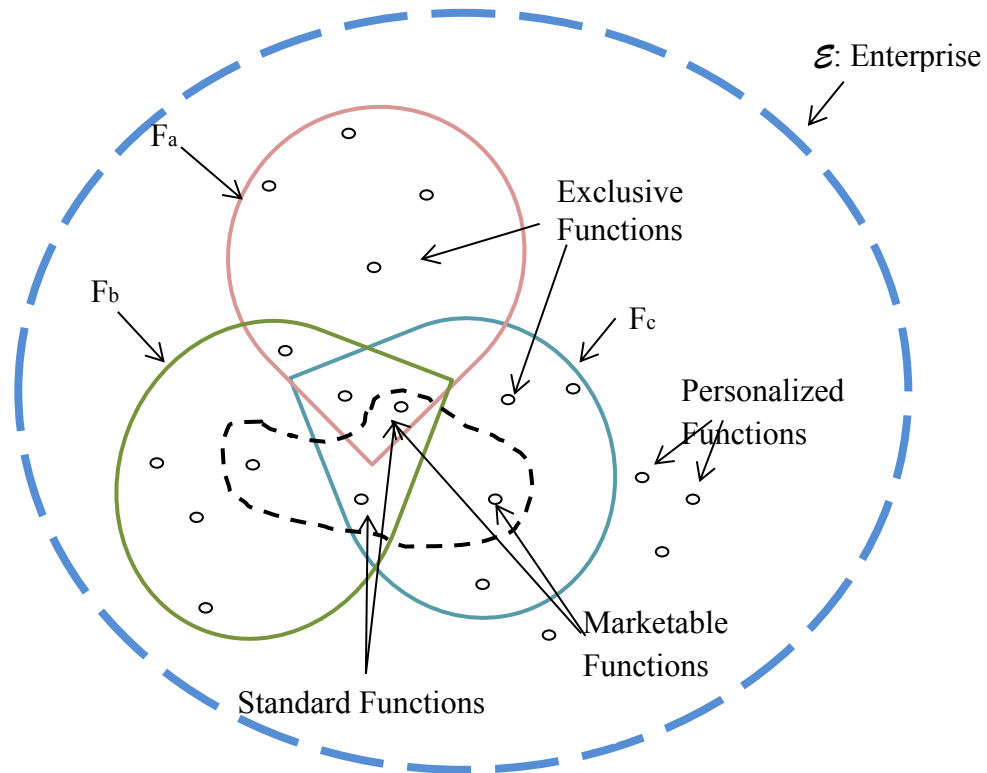 ℰ: Enterprise
Fa
Exclusive
Functions
Fb
Fc
Personalized
Functions
Marketable
Functions
Standard Functions